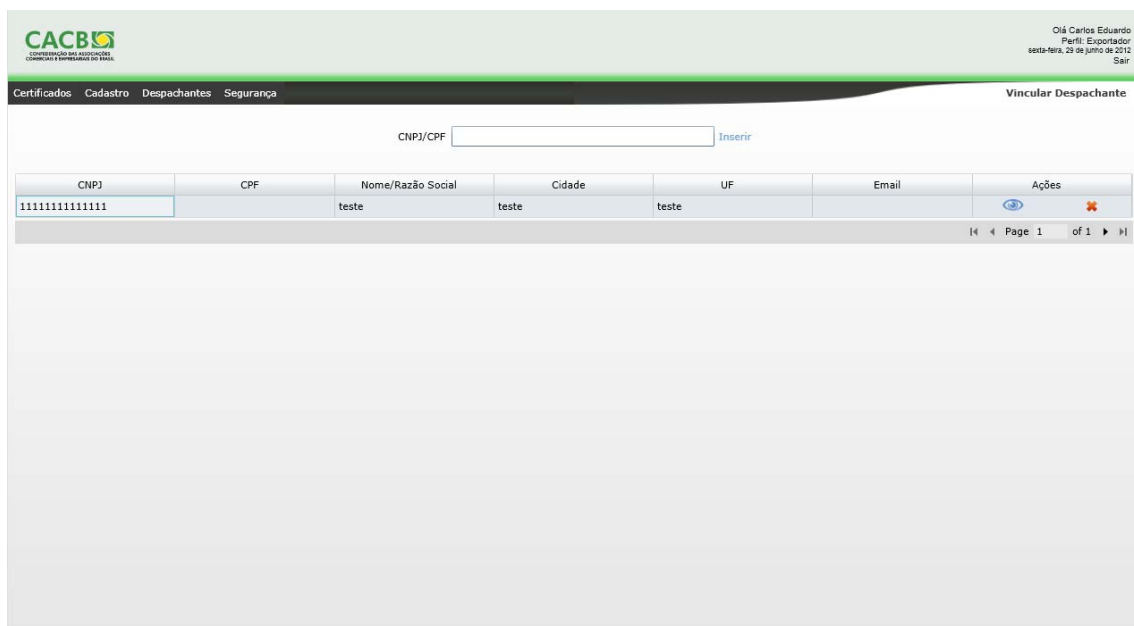 CACB
CONFEDERAÇÃO DAS ASSOCIAÇÕES
COMERCIAIS E EMPRESARIAIS DO BRASIL
Olá Carlos Eduardo
Perfil: Exportador
sexta-feira, 29 de junho de 2012
Sair
Certificados Cadastro Despachantes Segurança
Vincular Despachante
CNPJ/CPF Inserir
CNPJ CPF Nome/Razão Social Cidade UF Email Ações
11111111111111 teste teste teste
Page 1 of 1